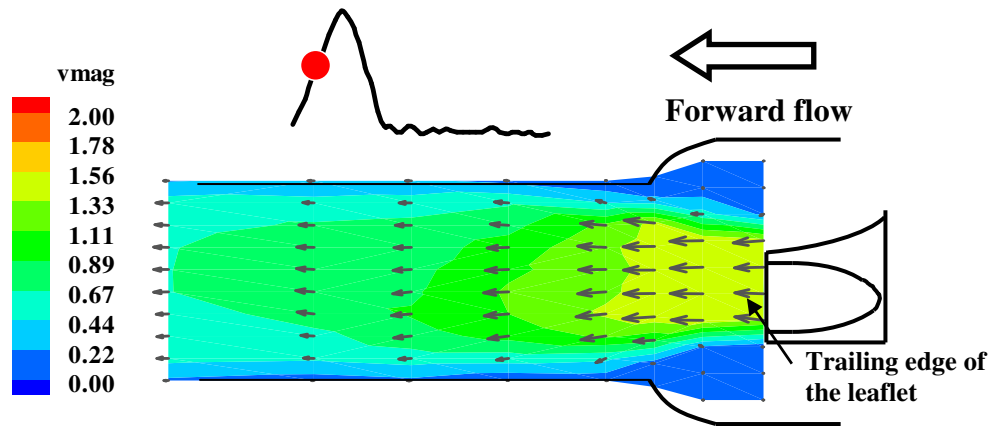 vmag
2.00
1.78
1.56
1.33
1.11
0.89
0.67
0.44
0.22
0.00
Forward flow
Trailing edge of
the leaflet